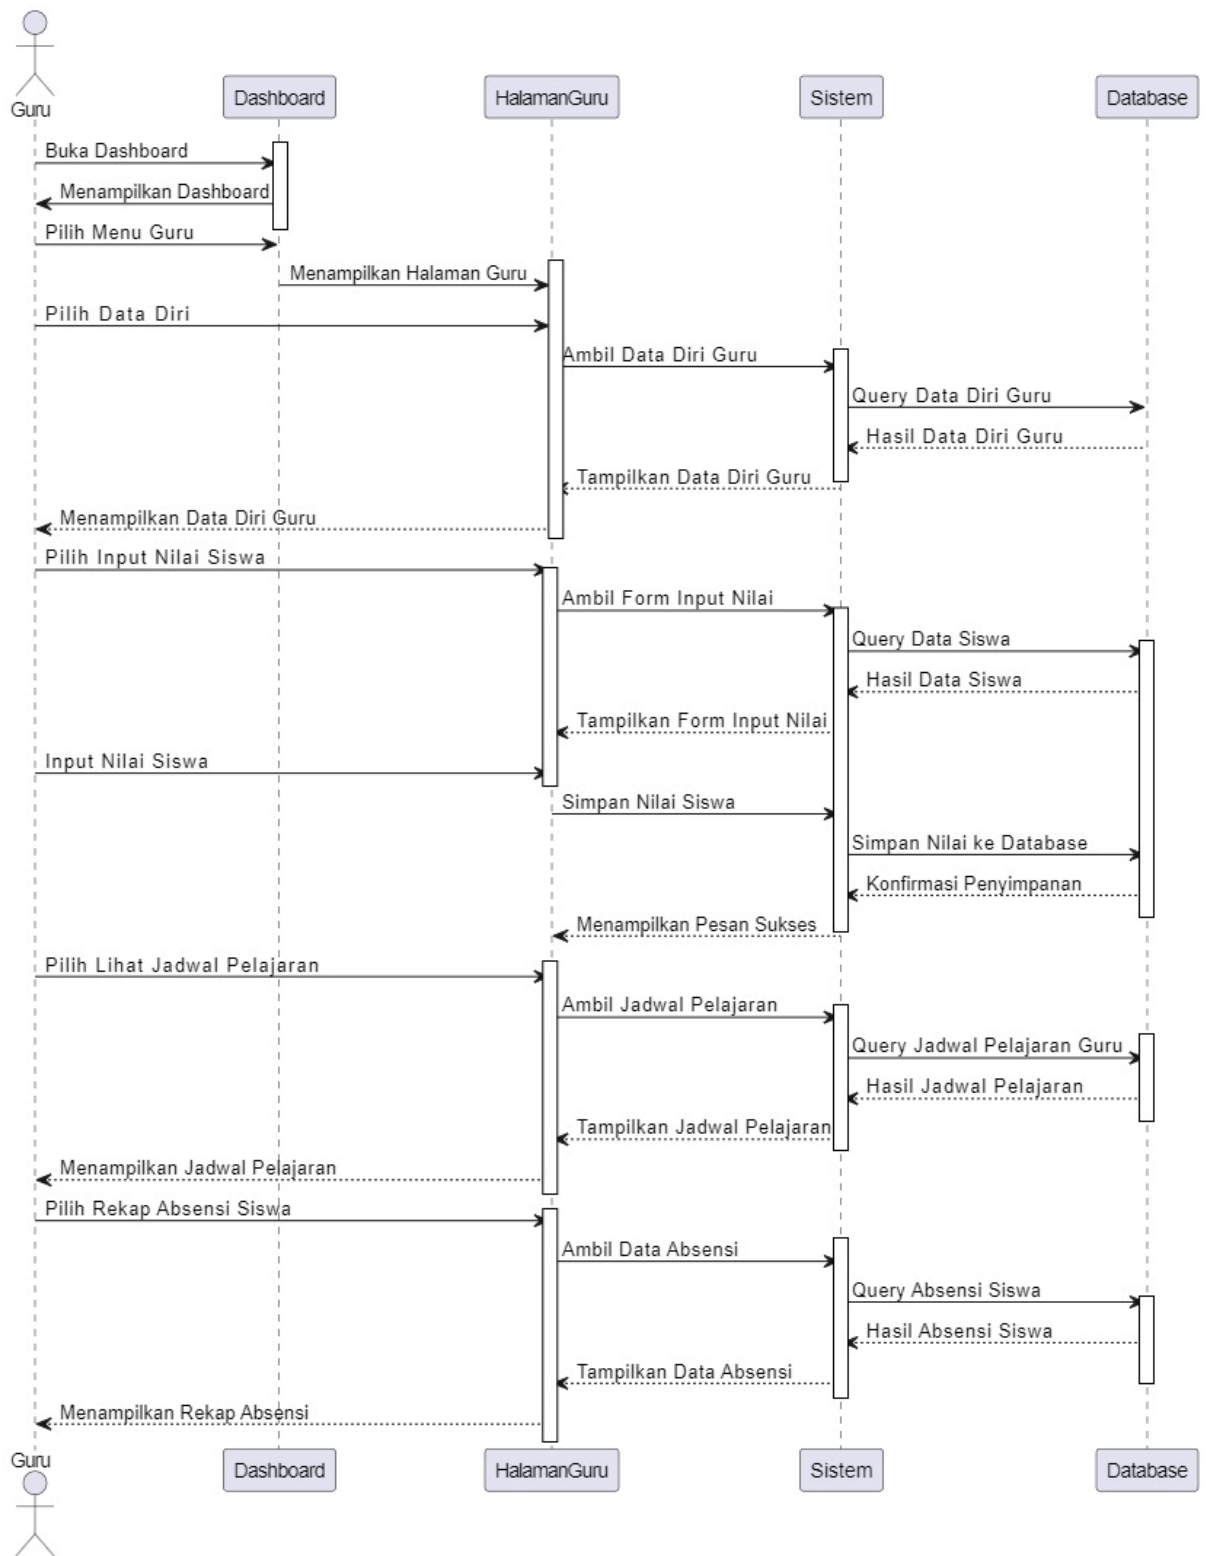 Guru
Dashboard
HalamanGuru
Sistem
Database
Buka Dashboard
Menampilkan Dashboard
Pilih Menu Guru
Menampilkan Halaman Guru
Pilih Data Diri
Ambil Data Diri Guru
Query Data Diri Guru
Hasil Data Diri Guru
Tampilkan Data Diri Guru
Menampilkan Data Diri Guru
Pilih Input Nilai Siswa
Ambil Form Input Nilai
Query Data Siswa
Hasil Data Siswa
Tampilkan Form Input Nilai
Input Nilai Siswa
Simpan Nilai Siswa
Simpan Nilai ke Database
Konfirmasi Penyimpanan
Menampilkan Pesan Sukses
Pilih Lihat Jadwal Pelajaran
Ambil Jadwal Pelajaran
Query Jadwal Pelajaran Guru
Hasil Jadwal Pelajaran
Tampilkan Jadwal Pelajaran
Menampilkan Jadwal Pelajaran
Pilih Rekap Absensi Siswa
Ambil Data Absensi
Query Absensi Siswa
Hasil Absensi Siswa
Tampilkan Data Absensi
Menampilkan Rekap Absensi
Guru
Dashboard
HalamanGuru
Sistem
Database